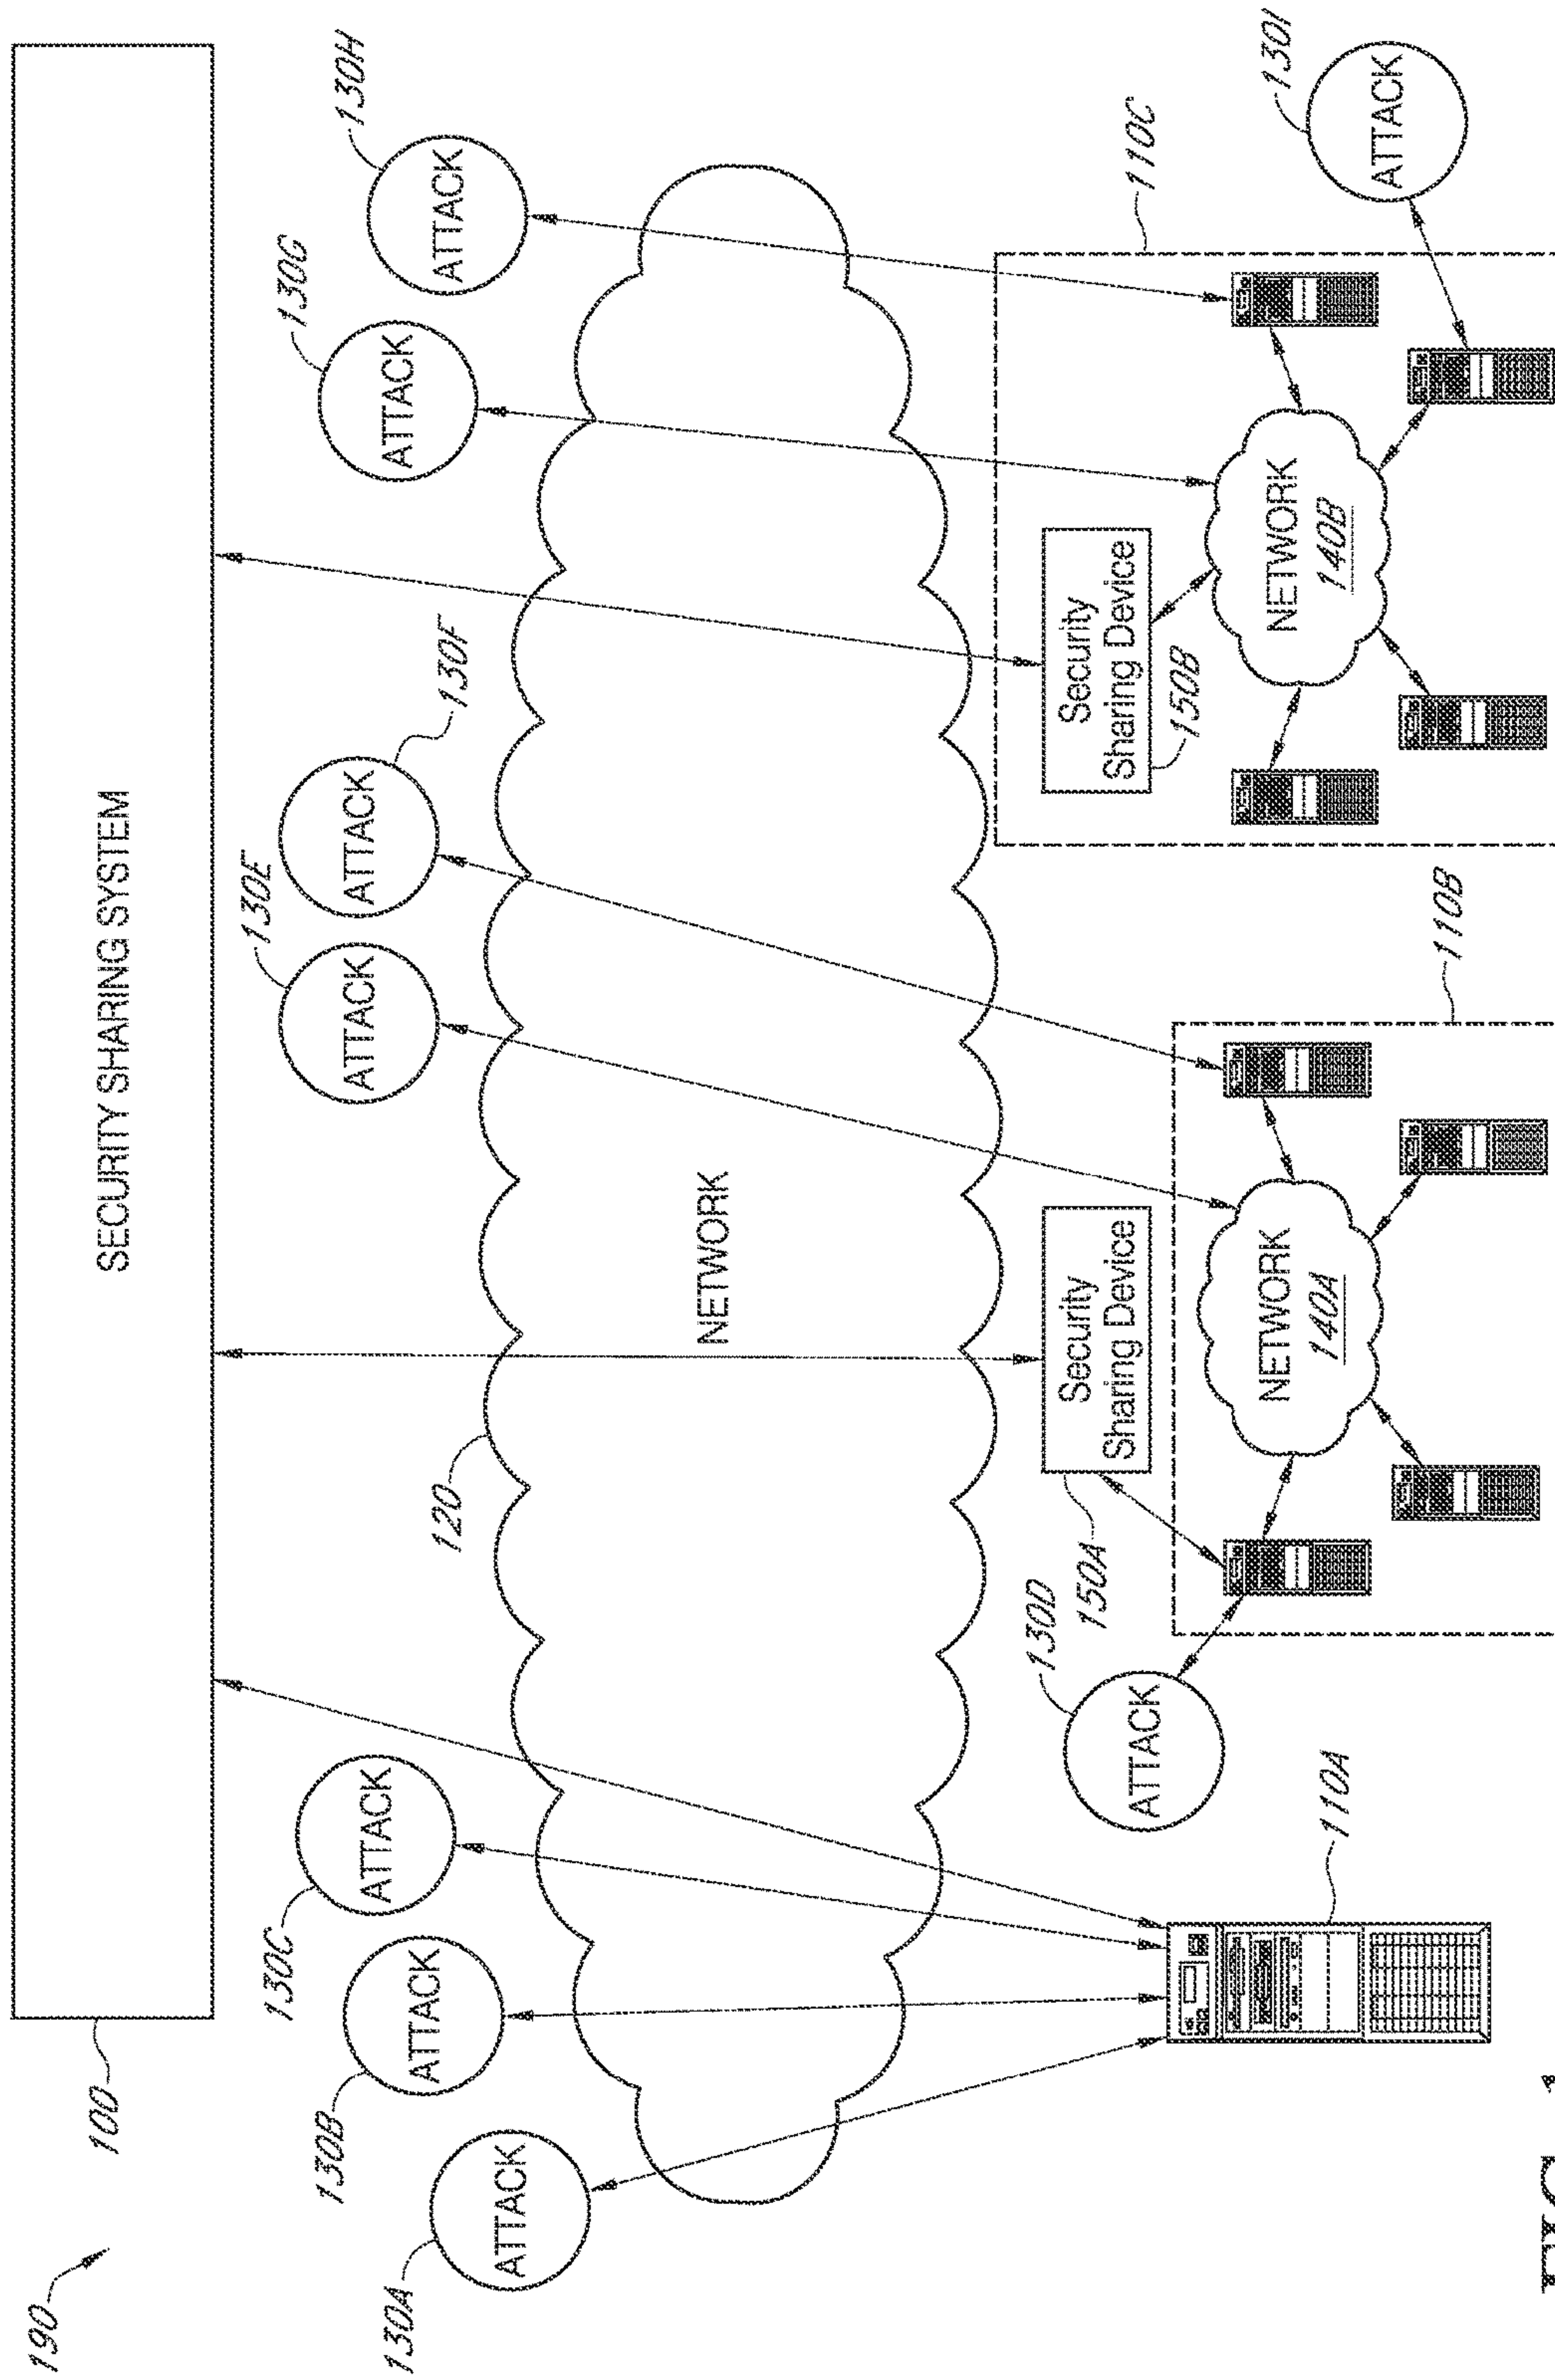 190
100
SECURITY SHARING SYSTEM
130A
ATTACK
130B
ATTACK
130C
ATTACK
130E
ATTACK
130F
ATTACK
130G
ATTACK
130H
ATTACK
120
NETWORK
110A
130D
ATTACK
150A
Security
Sharing Device
NETWORK
140A
110B
Security
Sharing Device
150B
NETWORK
140B
110C
130I
ATTACK